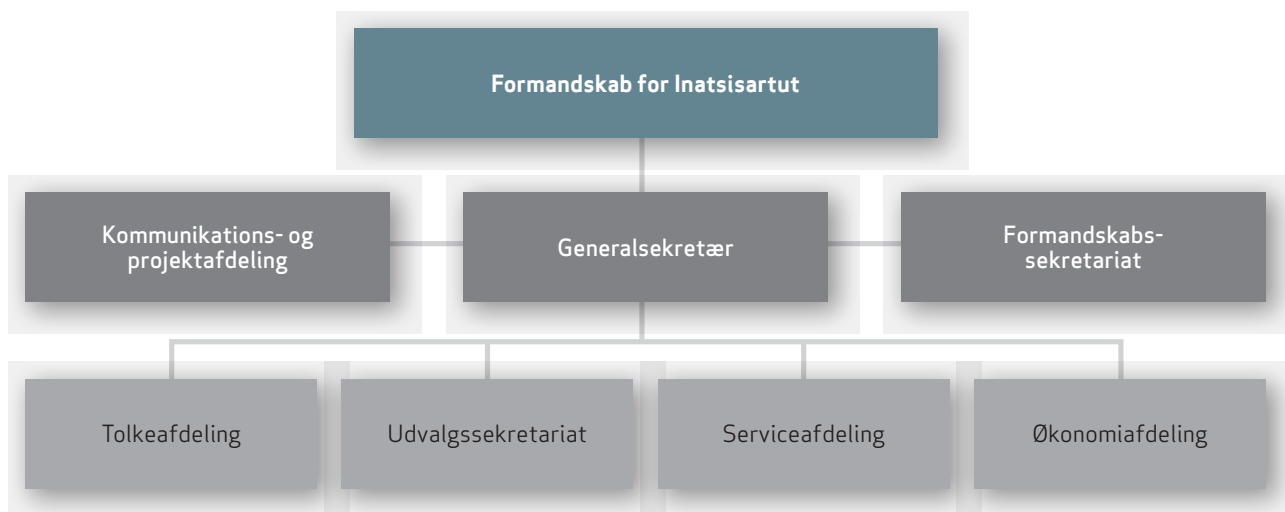 Formandskab for Inatsisartut
Kommunikations- og
projektafdeling
Generalsekretær
Formandskabs-
sekretariat
Tolkeafdeling
Udvalgssekretariat
Serviceafdeling
Økonomiafdeling